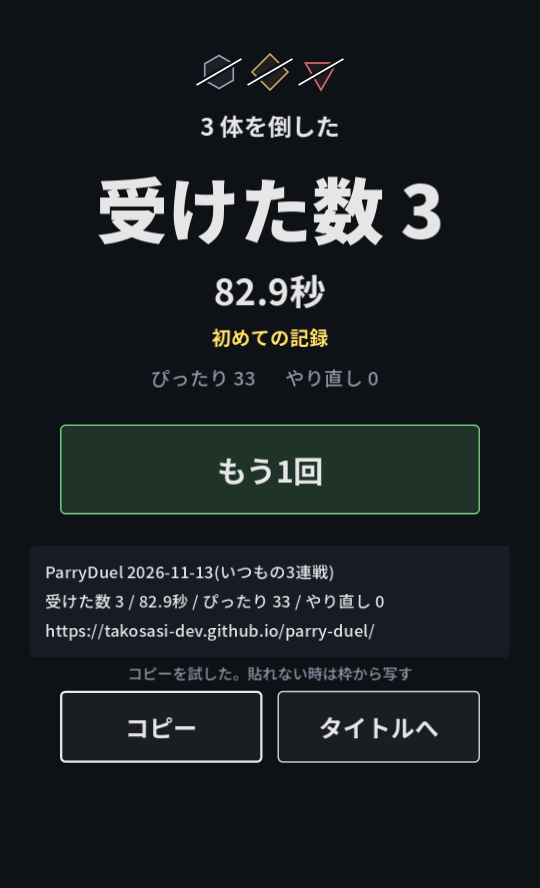 3 体を倒した
受けた数 3
82.9秒
初めての記録
ぴったり 33 やり直し 0
もう1回
ParryDuel 2026-11-13(いつもの3連戦)
受けた数 3 / 82.9秒 / ぴったり 33 / やり直し 0
https://takosasi-dev.github.io/parry-duel/
コピーを試した。貼れない時は枠から写す
コピー タイトルへ